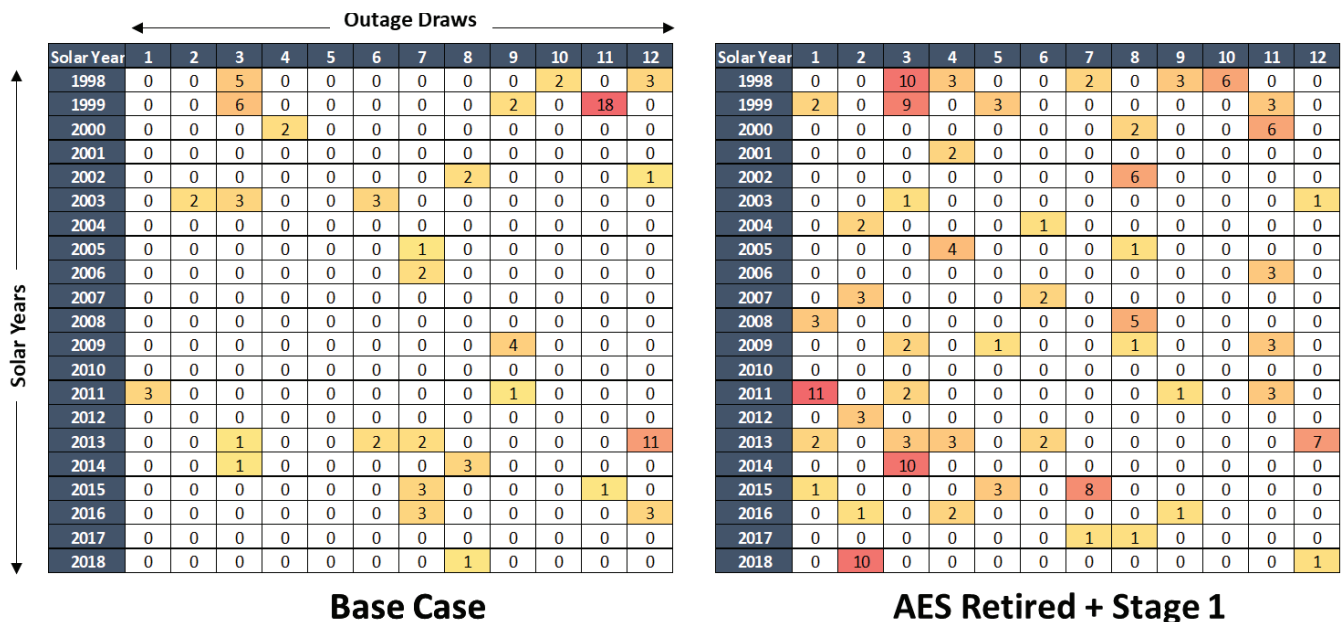 Outage Draws
Solar Years
Solar Year 1 2 3 4 5 6 7 8 9 10 11 12
1998 0 0 5 0 0 0 0 0 0 2 0 3
1999 0 0 6 0 0 0 0 0 2 0 18 0
2000 0 0 0 2 0 0 0 0 0 0 0 0
2001 0 0 0 0 0 0 0 0 0 0 0 0
2002 0 0 0 0 0 0 0 2 0 0 0 1
2003 0 2 3 0 0 3 0 0 0 0 0 0
2004 0 0 0 0 0 0 0 0 0 0 0 0
2005 0 0 0 0 0 0 1 0 0 0 0 0
2006 0 0 0 0 0 0 2 0 0 0 0 0
2007 0 0 0 0 0 0 0 0 0 0 0 0
2008 0 0 0 0 0 0 0 0 0 0 0 0
2009 0 0 0 0 0 0 0 0 4 0 0 0
2010 0 0 0 0 0 0 0 0 0 0 0 0
2011 3 0 0 0 0 0 0 0 1 0 0 0
2012 0 0 0 0 0 0 0 0 0 0 0 0
2013 0 0 1 0 0 2 2 0 0 0 0 11
2014 0 0 1 0 0 0 0 3 0 0 0 0
2015 0 0 0 0 0 0 3 0 0 0 1 0
2016 0 0 0 0 0 0 3 0 0 0 0 3
2017 0 0 0 0 0 0 0 0 0 0 0 0
2018 0 0 0 0 0 0 0 1 0 0 0 0
Base Case
Solar Year 1 2 3 4 5 6 7 8 9 10 11 12
1998 0 0 10 3 0 0 2 0 3 6 0 0
1999 2 0 9 0 3 0 0 0 0 0 3 0
2000 0 0 0 0 0 0 0 2 0 0 6 0
2001 0 0 0 2 0 0 0 0 0 0 0 0
2002 0 0 0 0 0 0 0 6 0 0 0 0
2003 0 0 1 0 0 0 0 0 0 0 0 1
2004 0 2 0 0 0 1 0 0 0 0 0 0
2005 0 0 0 4 0 0 0 1 0 0 0 0
2006 0 0 0 0 0 0 0 0 0 0 3 0
2007 0 3 0 0 0 2 0 0 0 0 0 0
2008 3 0 0 0 0 0 0 5 0 0 0 0
2009 0 0 2 0 1 0 0 1 0 0 3 0
2010 0 0 0 0 0 0 0 0 0 0 0 0
2011 11 0 2 0 0 0 0 0 1 0 3 0
2012 0 3 0 0 0 0 0 0 0 0 0 0
2013 2 0 3 3 0 2 0 0 0 0 0 7
2014 0 0 10 0 0 0 0 0 0 0 0 0
2015 1 0 0 0 3 0 8 0 0 0 0 0
2016 0 1 0 2 0 0 0 0 1 0 0 0
2017 0 0 0 0 0 0 1 1 0 0 0 0
2018 0 10 0 0 0 0 0 0 0 0 0 1
AES Retired + Stage 1